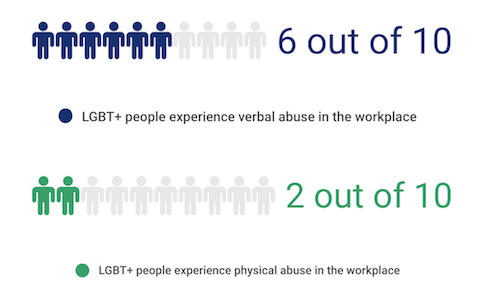 6 out of 10
LGBT+ people experience verbal abuse in the workplace
2 out of 10
LGBT+ people experience physical abuse in the workplace